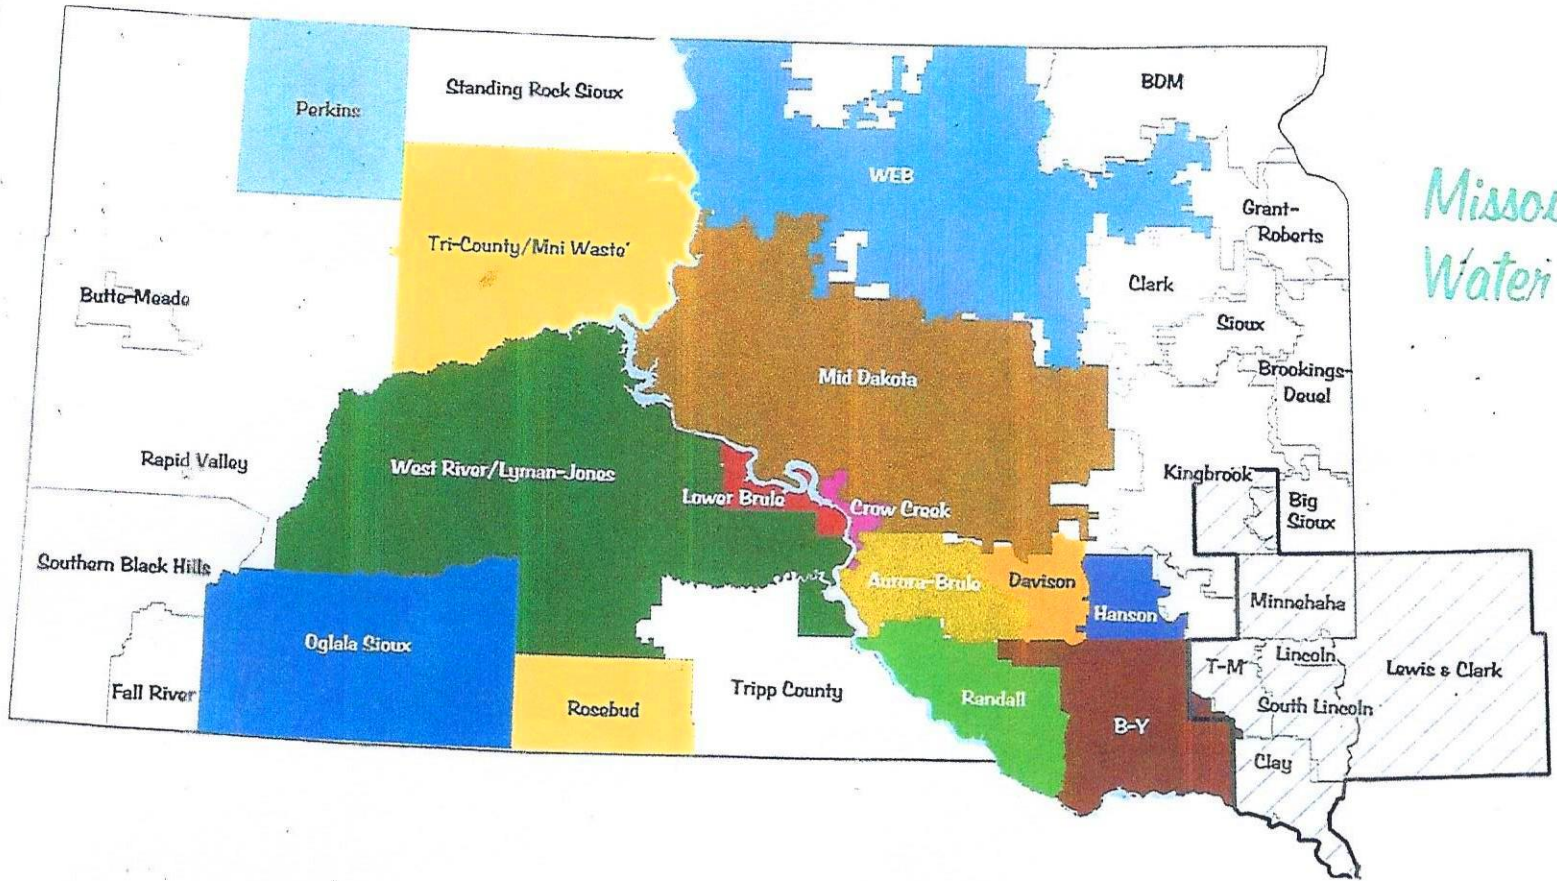 BDM
Standing Rock Sioux
Perkins
WEB
Missou
Water
Grant-
Roberts
Tri-County/Mni Waste'
Clark
Butte-Meade
Sioux
Brookings-
Deuel
Mid Dakota
Rapid Valley
West River/Lyman-Jones
Kingbrook
Lower Brule
Crow Creek
Big
Sioux
Southern Black Hills
Aurora-Brule
Davison
Minnehaha
Hanson
Oglala Sioux
Lincoln
T-M
Lewis & Clark
Fall River
Tripp County
Randall
Rosebud
South Lincoln
B-Y
Clay